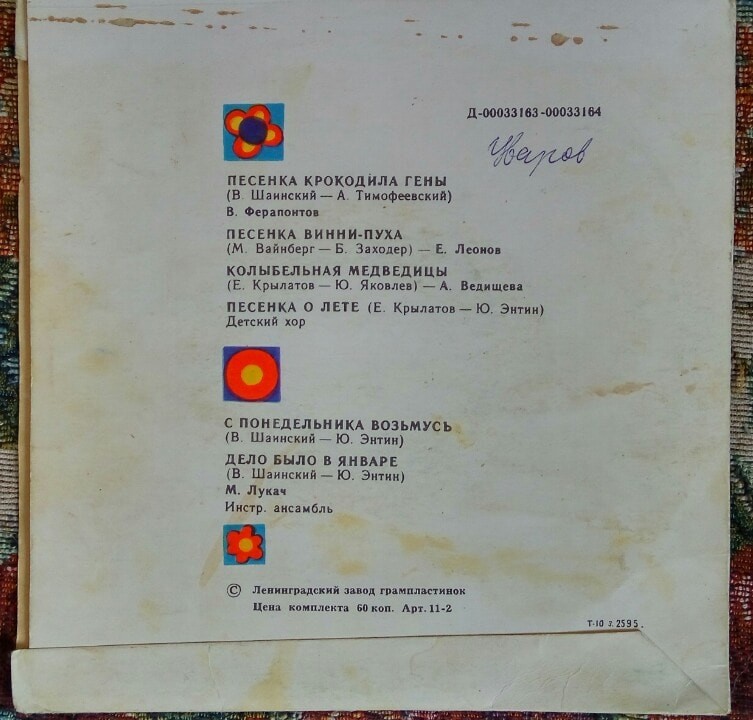 Д-00033163-00033164
Уваров
ПЕСЕНКА КРОКОДИЛА ГЕНЫ
(В. Шаинский — А. Тимофеевский)
В. Ферапонтов
ПЕСЕНКА ВИННИ-ПУХА
(М. Вайнберг — Б. Заходер) — Е. Леонов
КОЛЫБЕЛЬНАЯ МЕДВЕДИЦЫ
(Е. Крылатов — Ю. Яковлев) — А. Ведищева
ПЕСЕНКА О ЛЕТЕ (Е. Крылатов — Ю. Энтин)
Детский хор
С ПОНЕДЕЛЬНИКА ВОЗЬМУСЬ
(В. Шаинский — Ю. Энтин)
ДЕЛО БЫЛО В ЯНВАРЕ
(В. Шаинский — Ю. Энтин)
М. Лукач
Инстр. ансамбль
© Ленинградский завод грампластинок
Цена комплекта 60 коп. Арт. 11-2
Т-10 з. 2595.